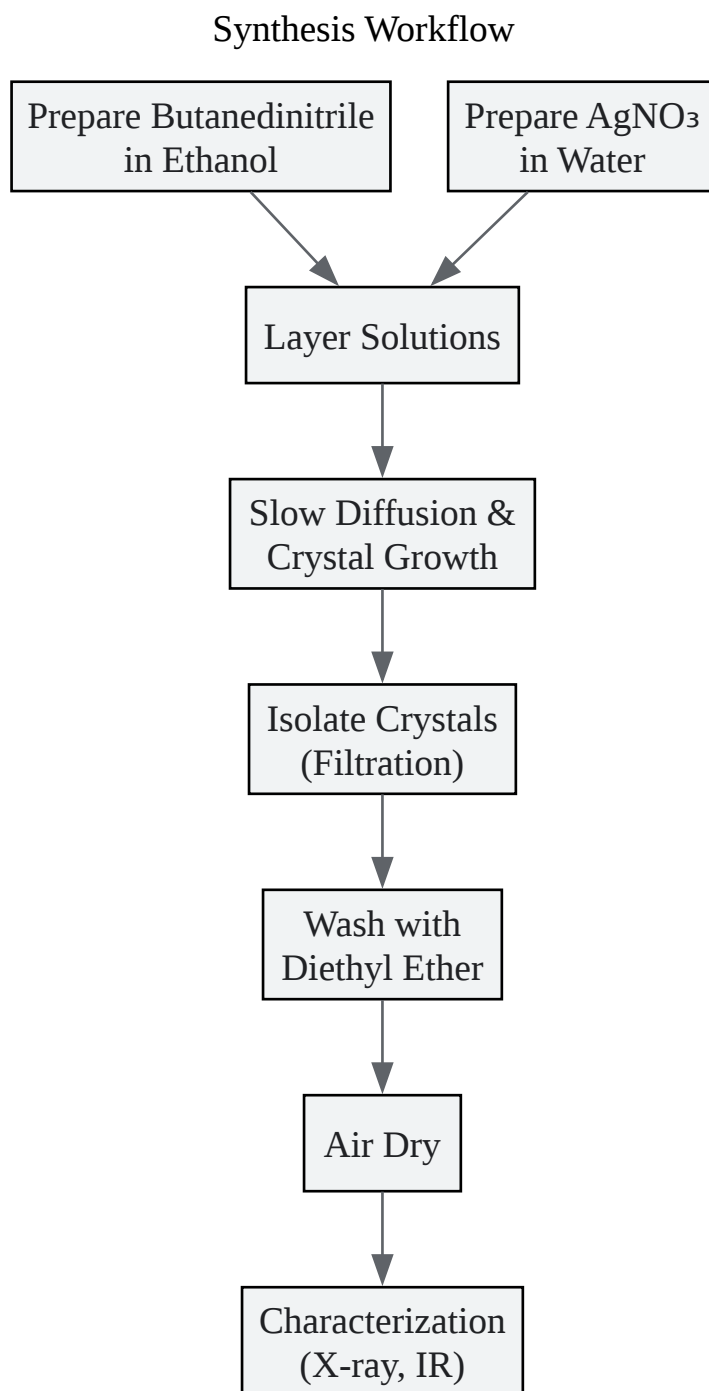 Synthesis Workflow
Prepare Butanedinitrile
in Ethanol
Prepare AgNO₃
in Water
Layer Solutions
Slow Diffusion &
Crystal Growth
Isolate Crystals
(Filtration)
Wash with
Diethyl Ether
Air Dry
Characterization
(X-ray, IR)